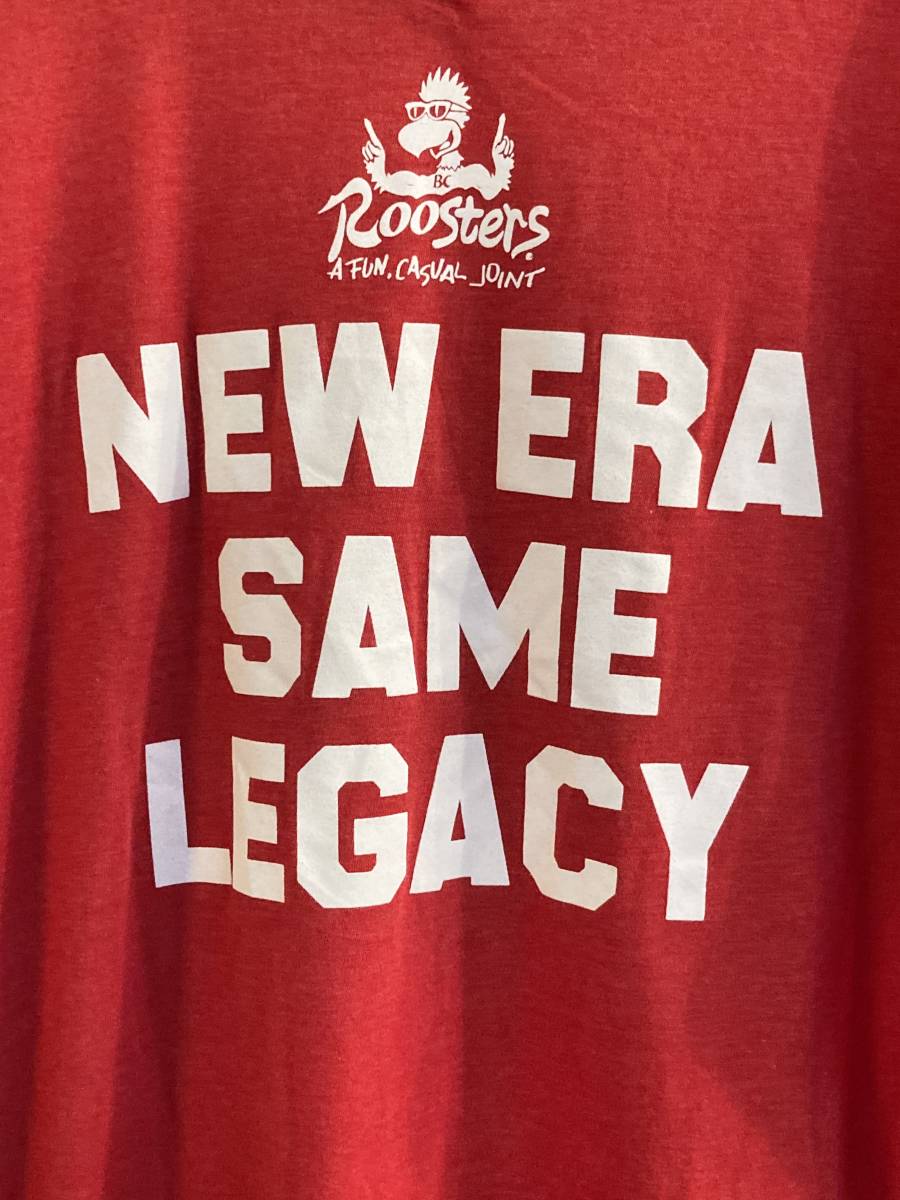 BC
Roosters
A FUN, CASUAL JOINT
NEW ERA
SAME
LEGACY